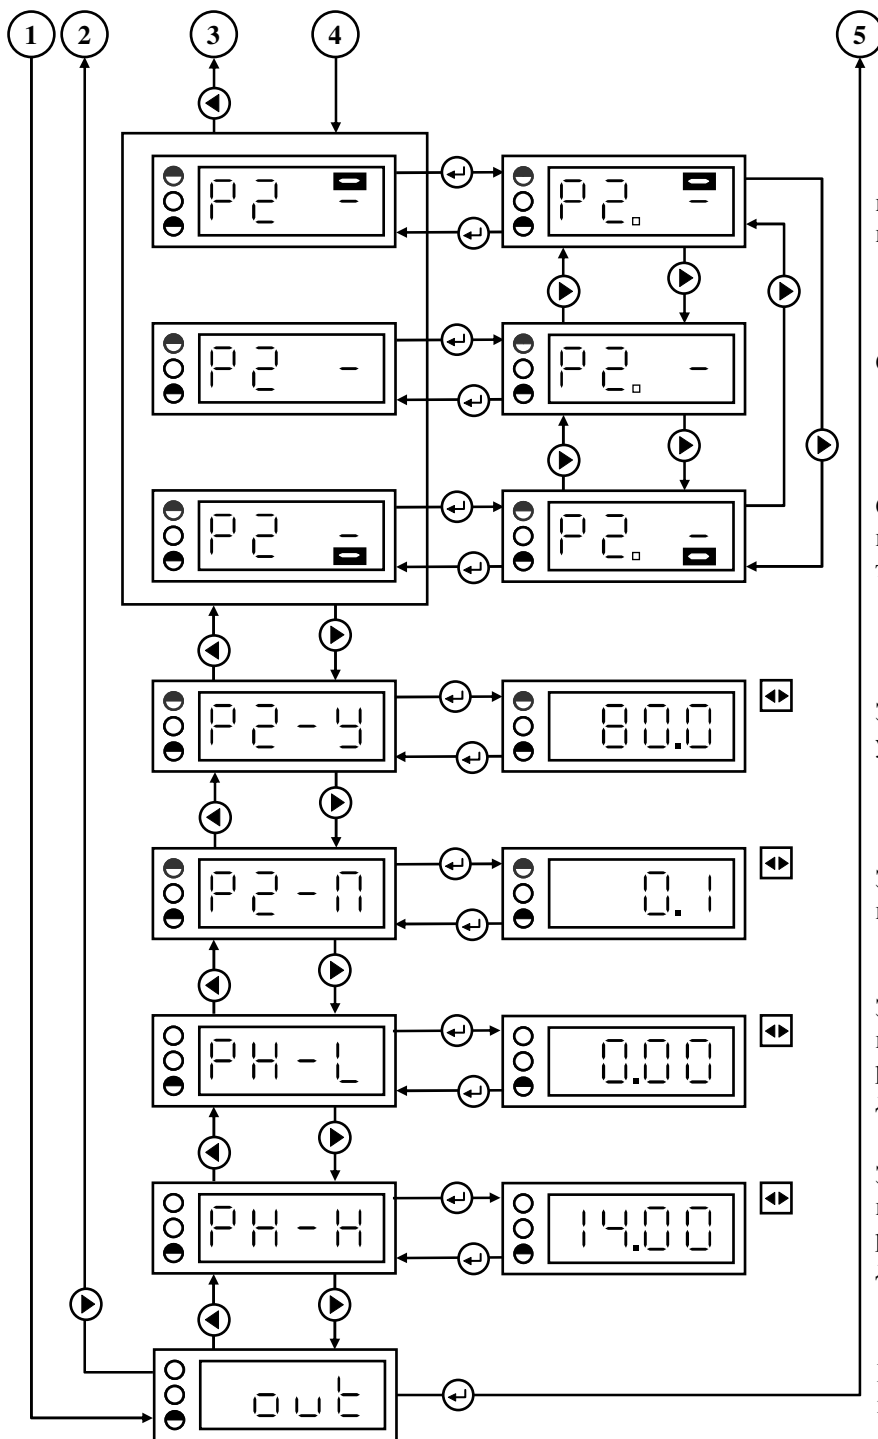 1 2 3 4 5
P2 P2.
P2 - P2. -
P2 P2.
P2-У 80.0
P2-П 0.1
PH-L 0.00
PH-H 14.00
out